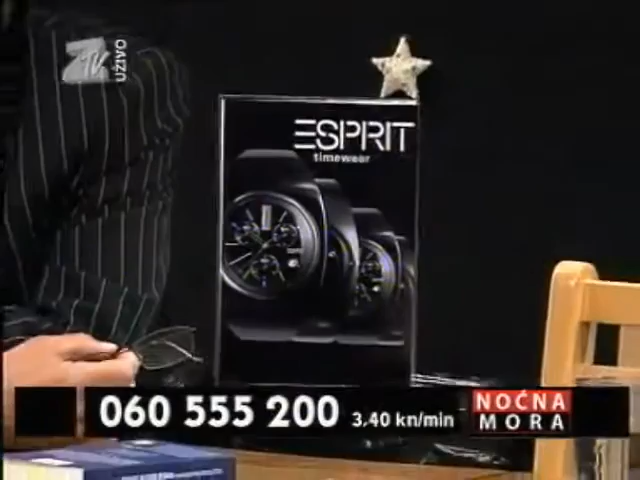 Z TV
UŽIVO
ESPRIT
timewear
060 555 200 3.40 kn/min
NOĆNA
MORA